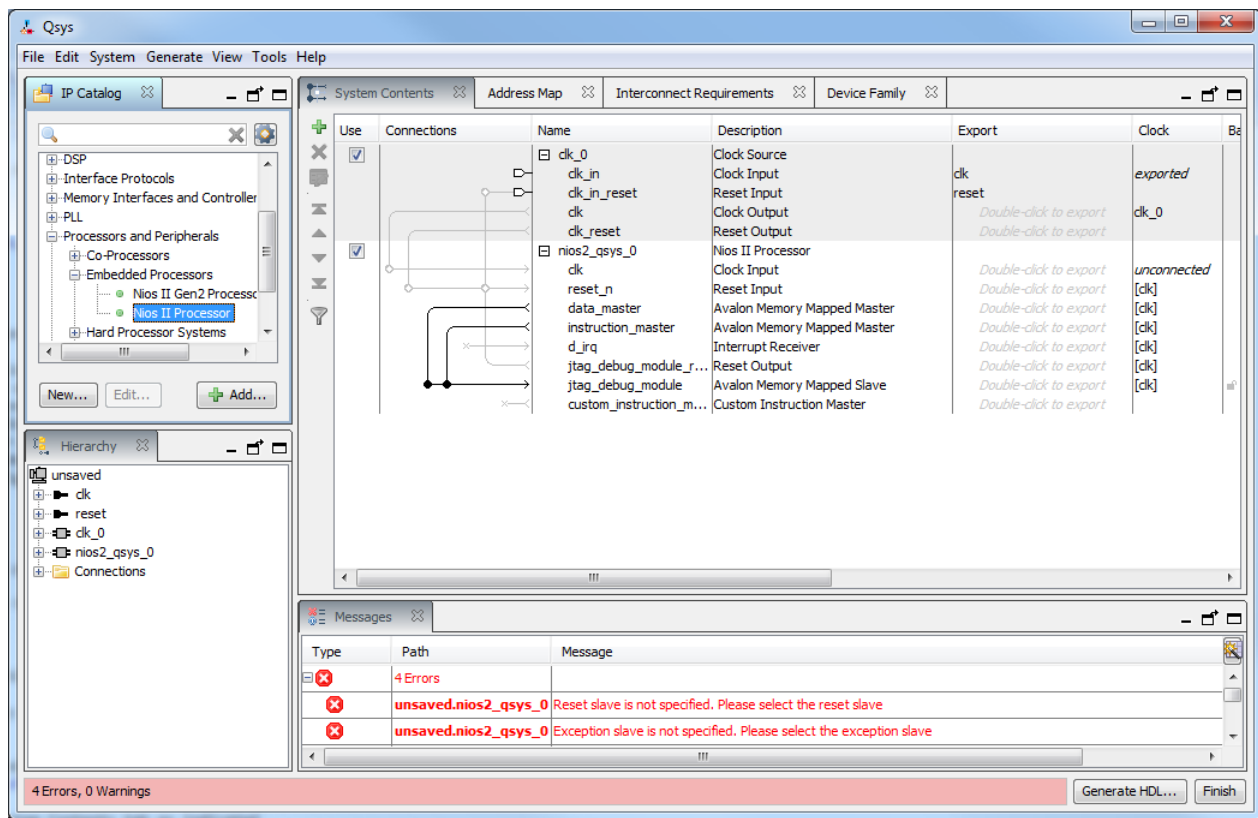 Qsys
File Edit System Generate View Tools Help
IP Catalog
DSP
Interface Protocols
Memory Interfaces and Controller
PLL
Processors and Peripherals
Co-Processors
Embedded Processors
Nios II Gen2 Processo
Nios II Processor
Hard Processor Systems
New... Edit... Add...
Hierarchy
unsaved
clk
reset
clk_0
nios2_qsys_0
Connections
System Contents Address Map Interconnect Requirements Device Family
Use Connections Name Description Export Clock Ba
clk_0 Clock Source
clk_in Clock Input clk exported
clk_in_reset Reset Input reset
clk Clock Output Double-click to export clk_0
clk_reset Reset Output Double-click to export
nios2_qsys_0 Nios II Processor
clk Clock Input Double-click to export unconnected
reset_n Reset Input Double-click to export [clk]
data_master Avalon Memory Mapped Master Double-click to export [clk]
instruction_master Avalon Memory Mapped Master Double-click to export [clk]
d_irq Interrupt Receiver Double-click to export [clk]
jtag_debug_module_r... Reset Output Double-click to export [clk]
jtag_debug_module Avalon Memory Mapped Slave Double-click to export [clk]
custom_instruction_m... Custom Instruction Master Double-click to export
Messages
Type Path Message
4 Errors
unsaved.nios2_qsys_0 Reset slave is not specified. Please select the reset slave
unsaved.nios2_qsys_0 Exception slave is not specified. Please select the exception slave
4 Errors, 0 Warnings
Generate HDL... Finish